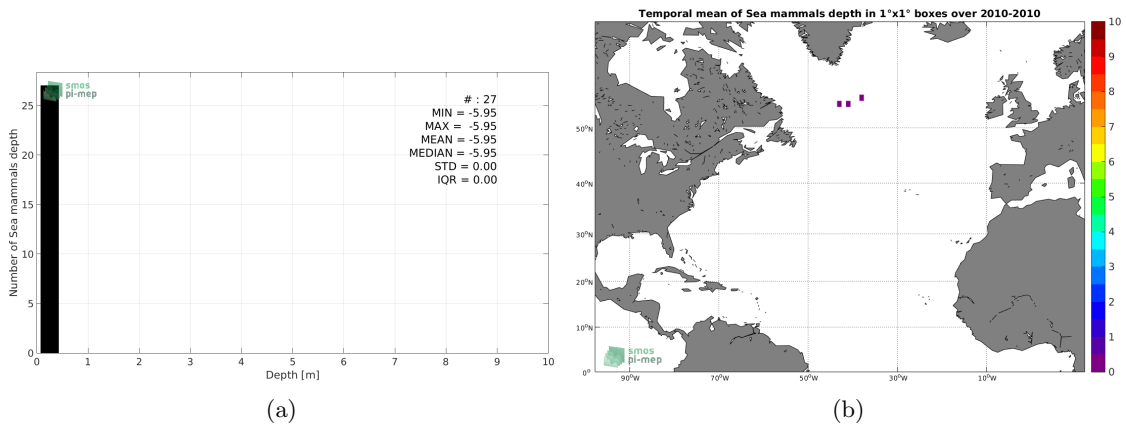 smos
pi-mep
# : 27
MIN = -5.95
MAX = -5.95
MEAN = -5.95
MEDIAN = -5.95
STD = 0.00
IQR = 0.00
25
20
15
10
5
0
Number of Sea mammals depth
0 1 2 3 4 5 6 7 8 9 10
Depth [m]
(a)
Temporal mean of Sea mammals depth in 1°x1° boxes over 2010-2010
50°N
40°N
30°N
20°N
10°N
0°
90°W 70°W 50°W 30°W 10°W
smos
pi-mep
10
9
8
7
6
5
4
3
2
1
0
(b)